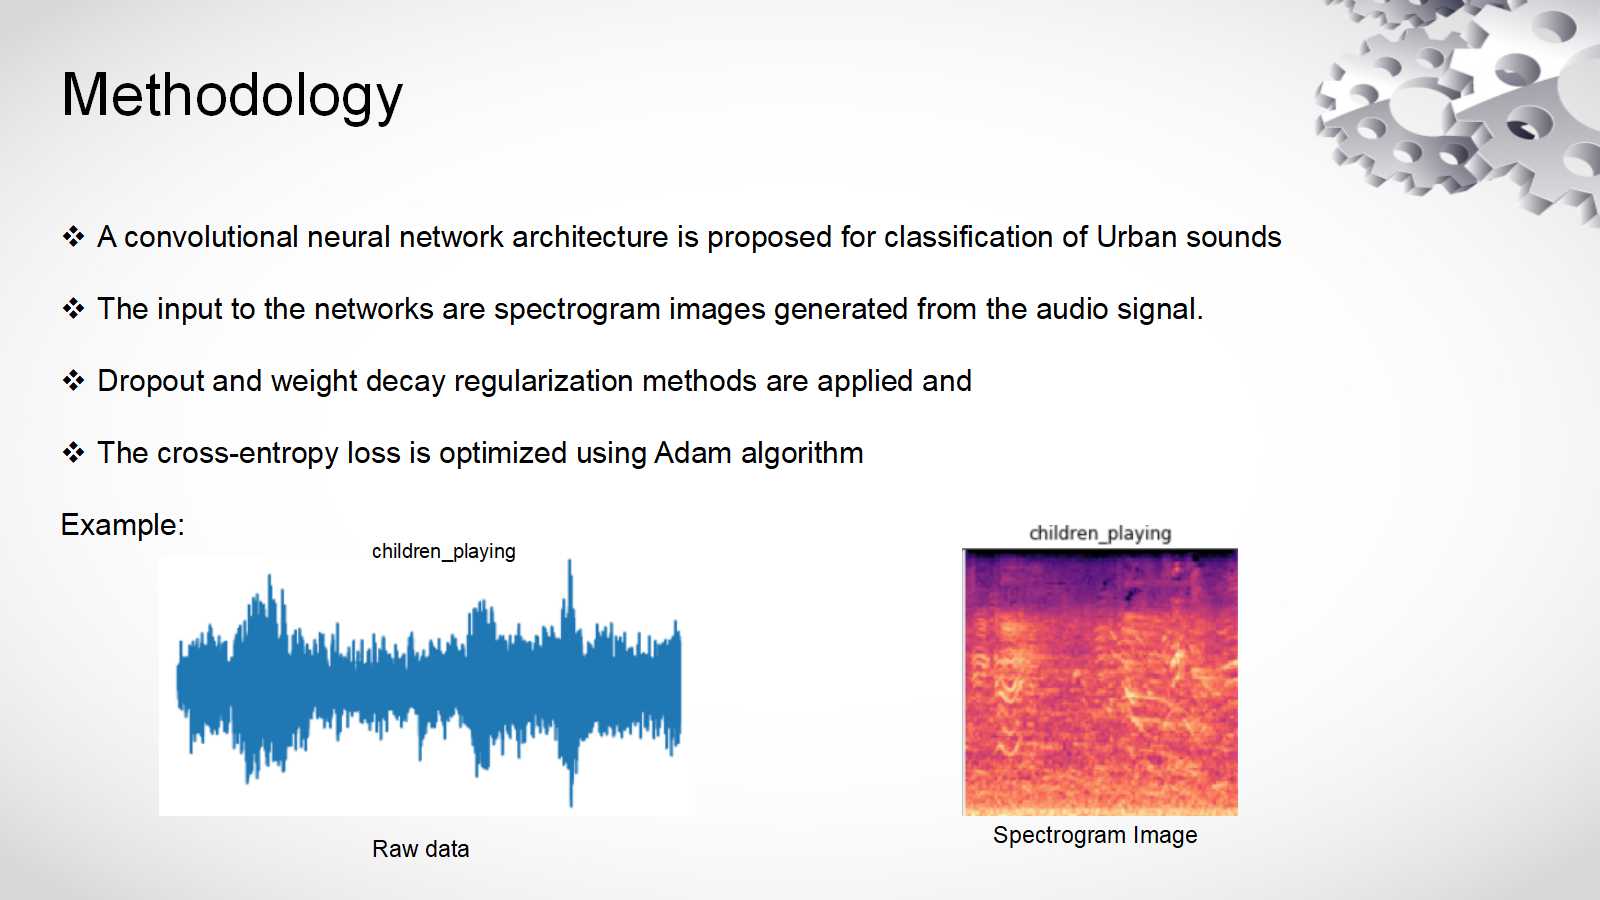 Methodology
❖ A convolutional neural network architecture is proposed for classification of Urban sounds
❖ The input to the networks are spectrogram images generated from the audio signal.
❖ Dropout and weight decay regularization methods are applied and
❖ The cross-entropy loss is optimized using Adam algorithm
Example:
children_playing
children_playing
Raw data
Spectrogram Image